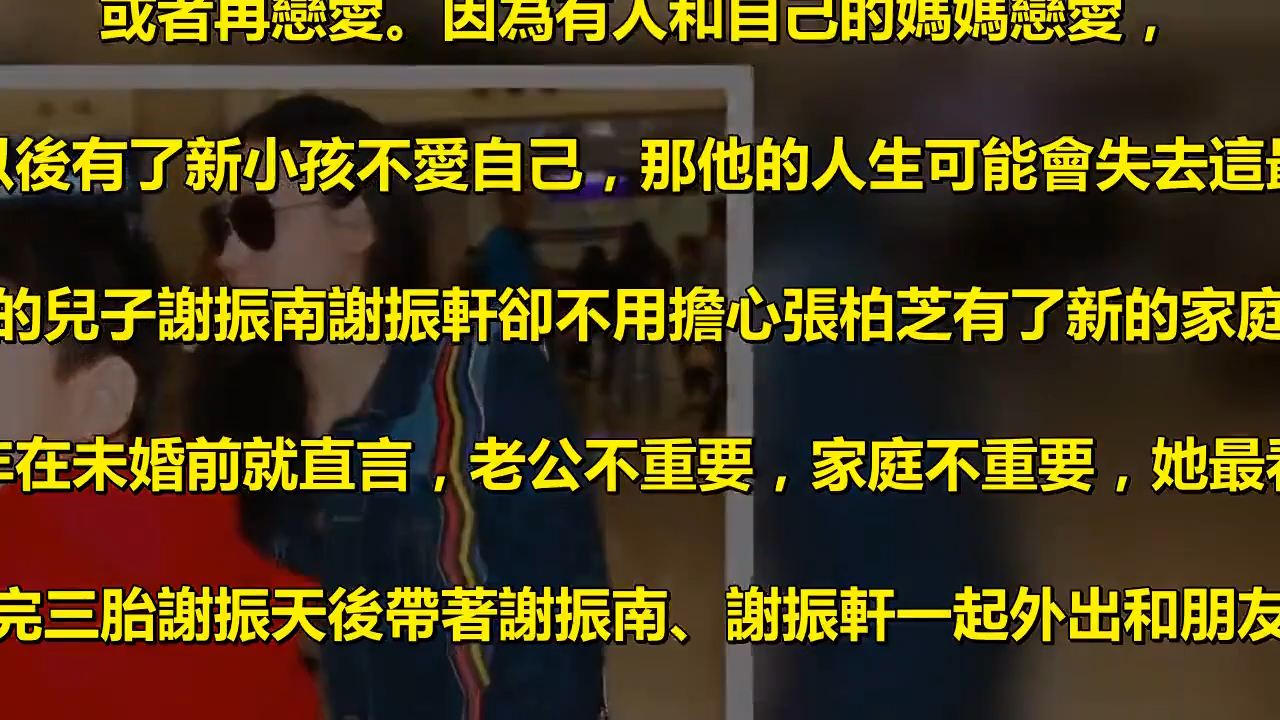 或者再戀愛。因為有人和自己的媽媽戀愛，
以後有了新小孩不愛自己，那他的人生可能會失去這最
的兒子謝振南謝振軒卻不用擔心張柏芝有了新的家庭
年在未婚前就直言，老公不重要，家庭不重要，她最看
完三胎謝振天後帶著謝振南、謝振軒一起外出和朋友